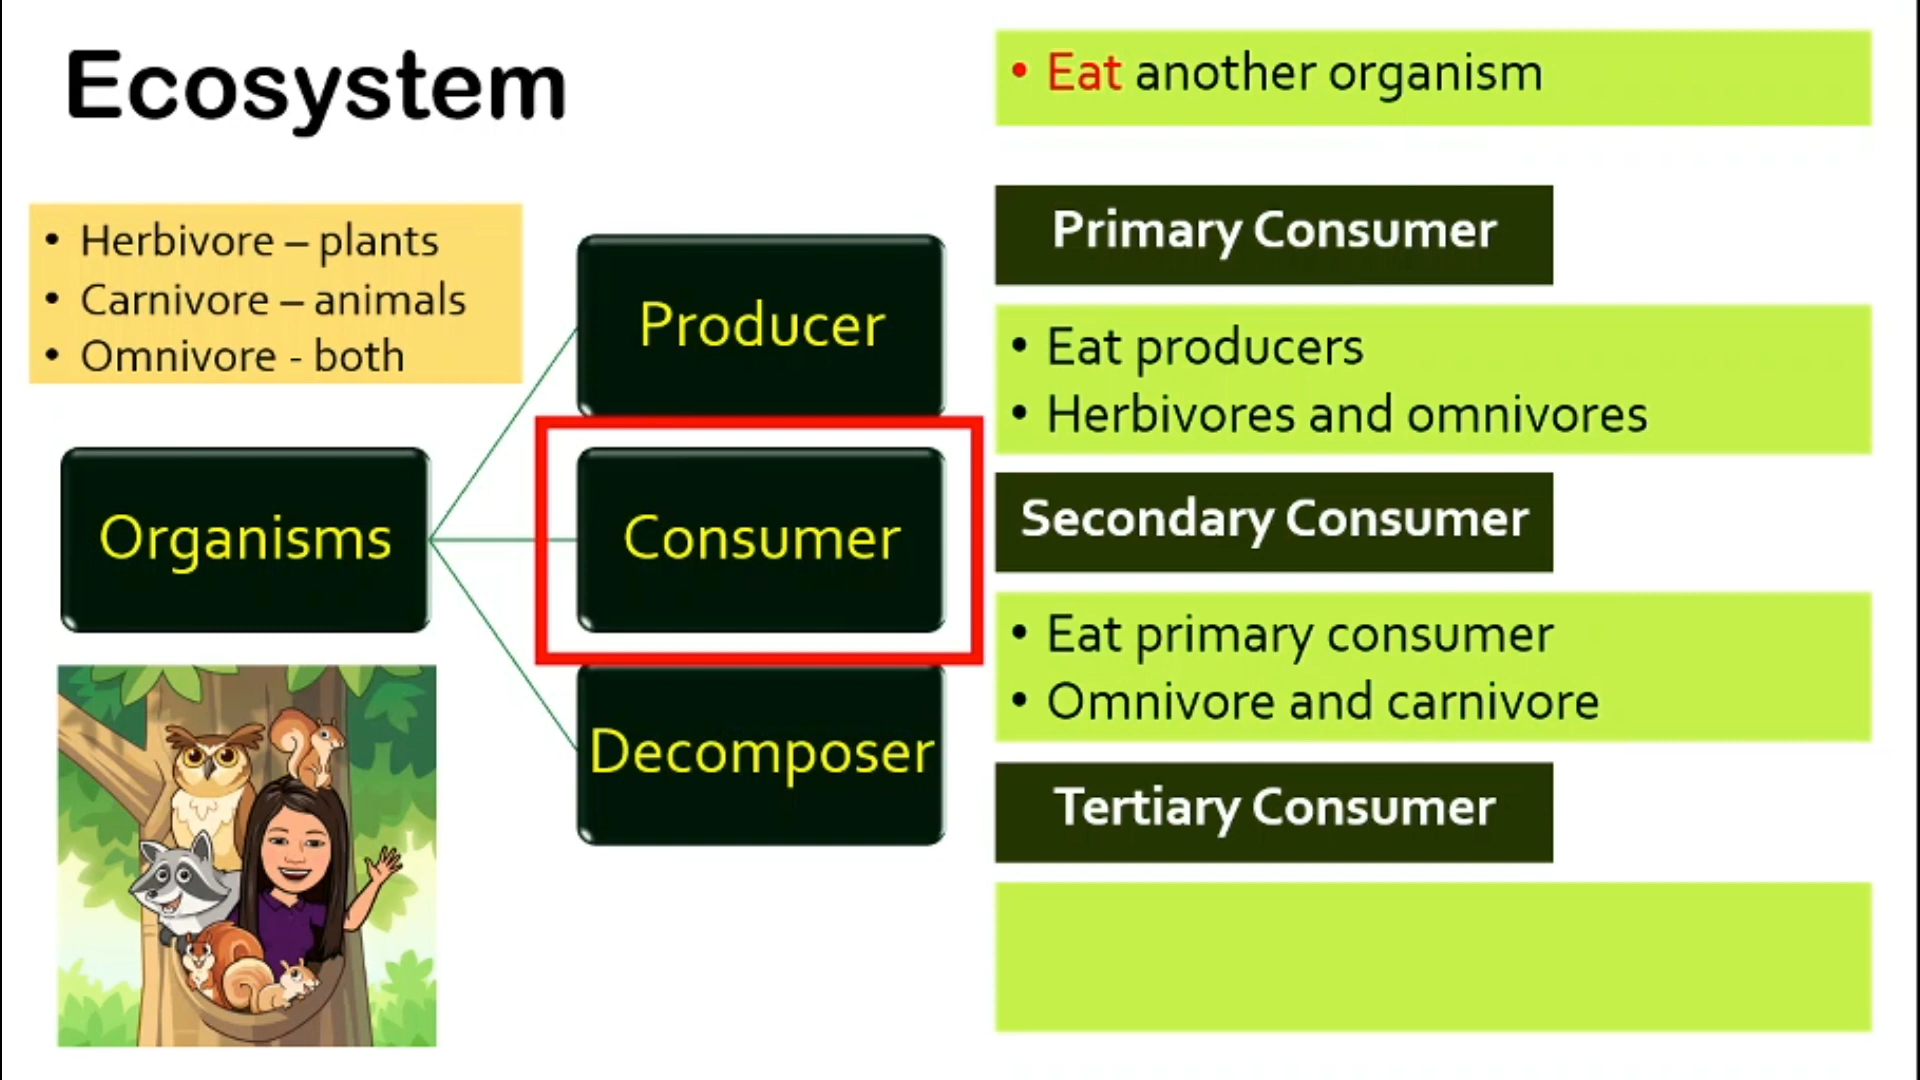 Ecosystem
• Herbivore – plants
• Carnivore – animals
• Omnivore - both
Organisms
Producer
Consumer
Decomposer
• Eat another organism
Primary Consumer
• Eat producers
• Herbivores and omnivores
Secondary Consumer
• Eat primary consumer
• Omnivore and carnivore
Tertiary Consumer